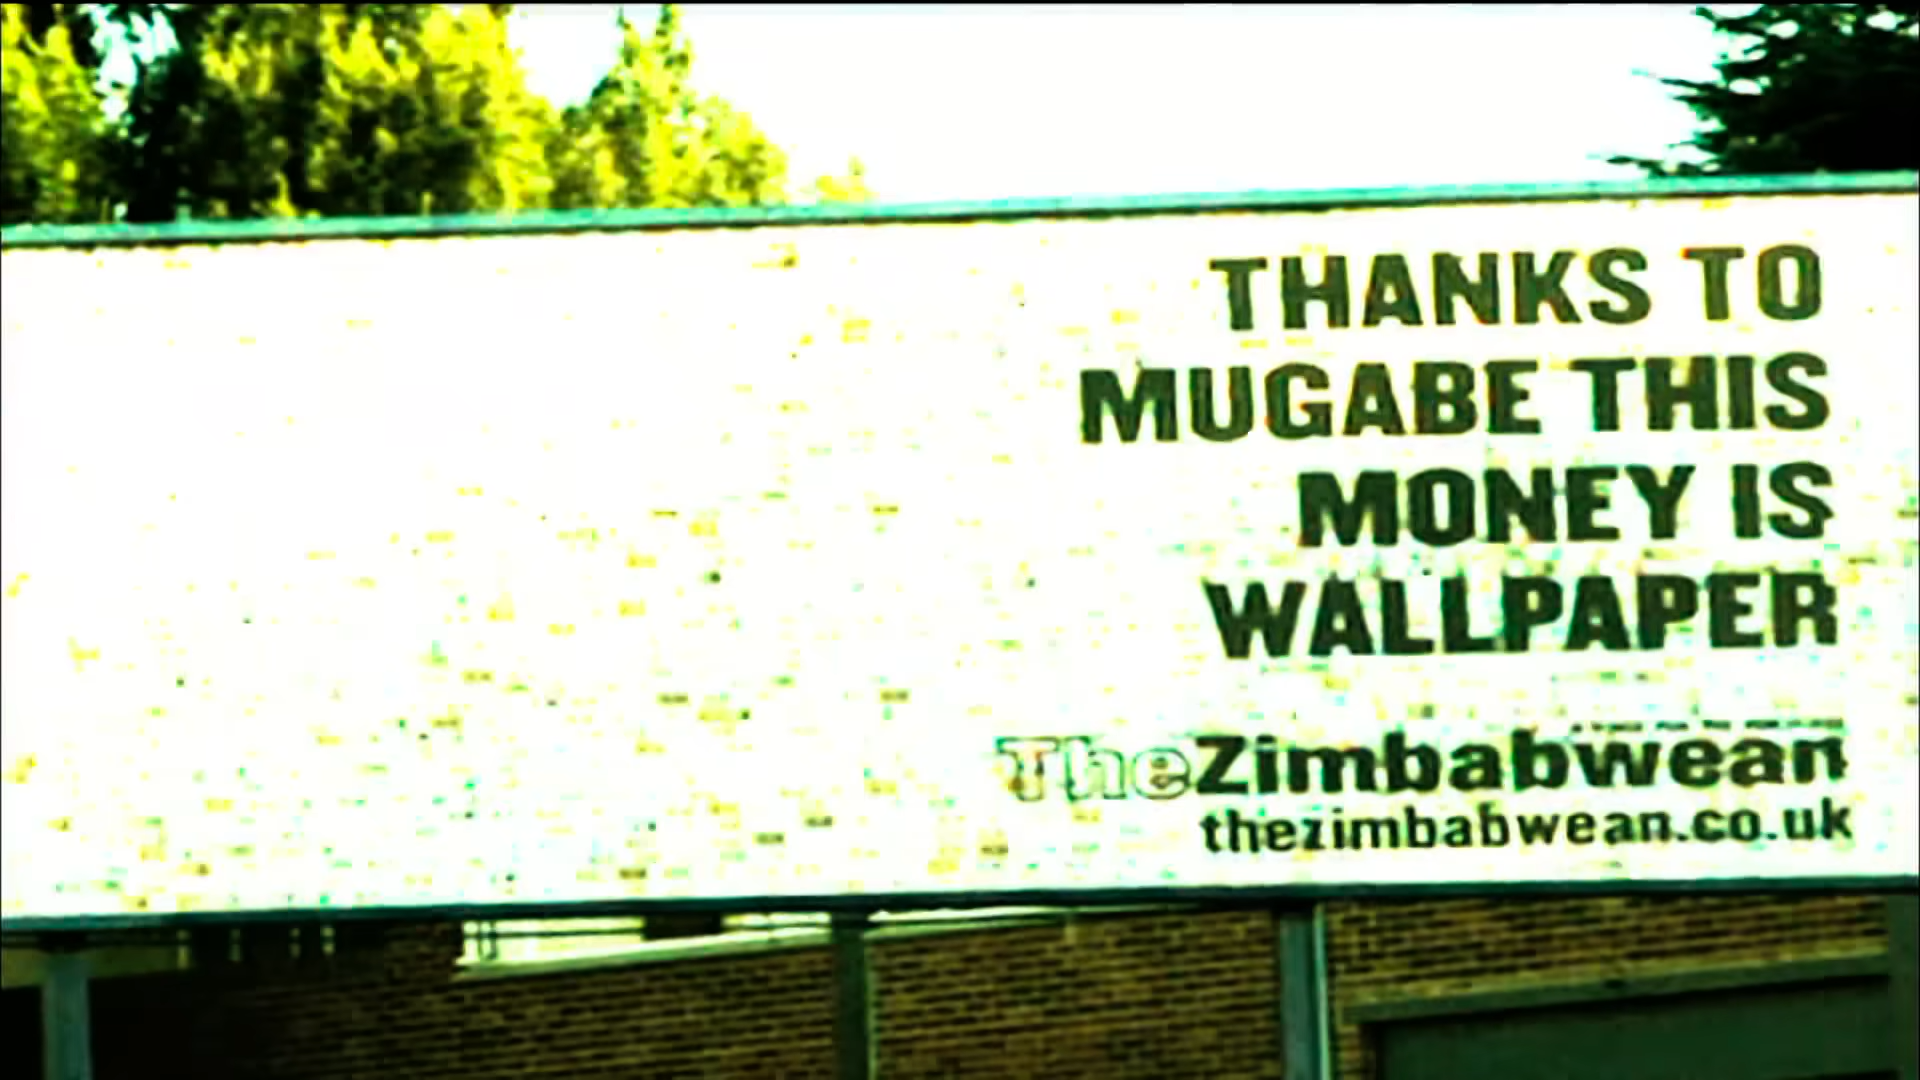 THANKS TO
MUGABE THIS
MONEY IS
WALLPAPER
TheZimbabwean
thezimbabwean.co.uk